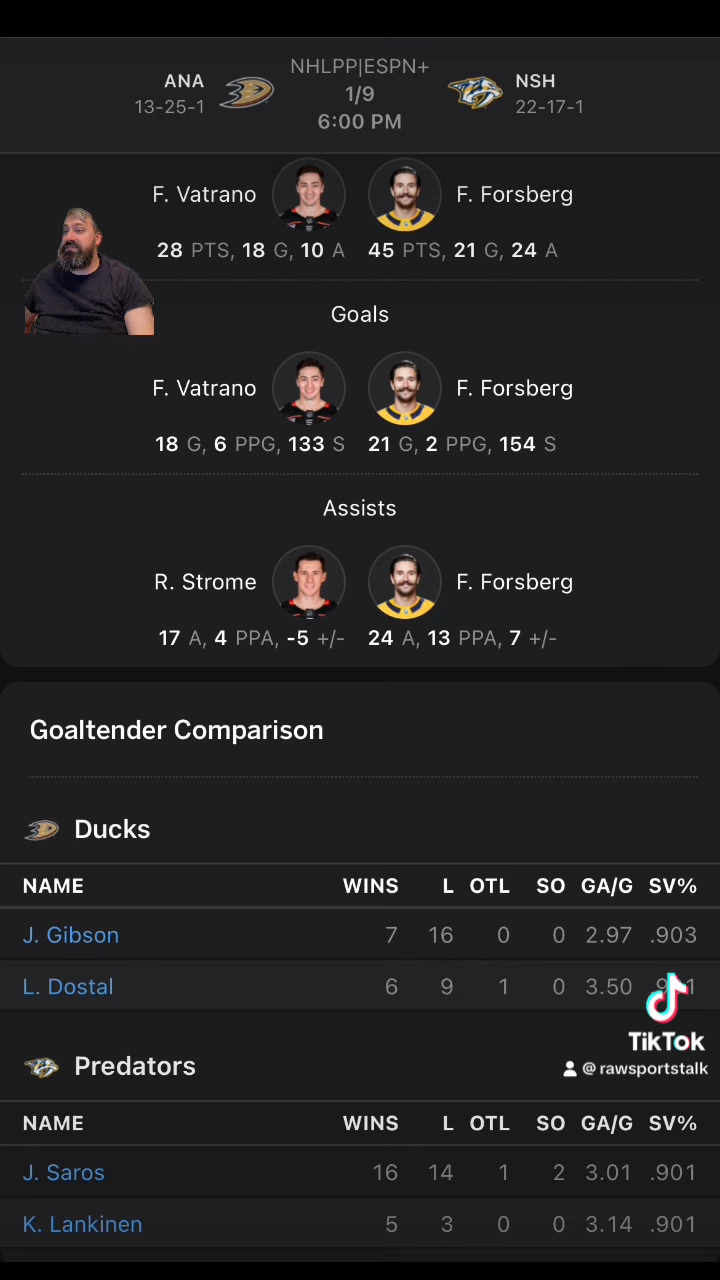 NHLPP|ESPN+
ANA
NSH
13-25-1
1/9
22-17-1
6:00 PM
F. Vatrano F. Forsberg
28 PTS, 18 G, 10 A 45 PTS, 21 G, 24 A
Goals
F. Vatrano F. Forsberg
18 G, 6 PPG, 133 S 21 G, 2 PPG, 154 S
Assists
R. Strome F. Forsberg
17 A, 4 PPA, -5 +/- 24 A, 13 PPA, 7 +/-
Goaltender Comparison
Ducks
NAME WINS L OTL SO GA/G SV%
J. Gibson 7 16 0 0 2.97 .903
L. Dostal 6 9 1 0 3.50
TikTok
@rawsportstalk
Predators
NAME WINS L OTL SO GA/G SV%
J. Saros 16 14 1 2 3.01 .901
K. Lankinen 5 3 0 0 3.14 .901